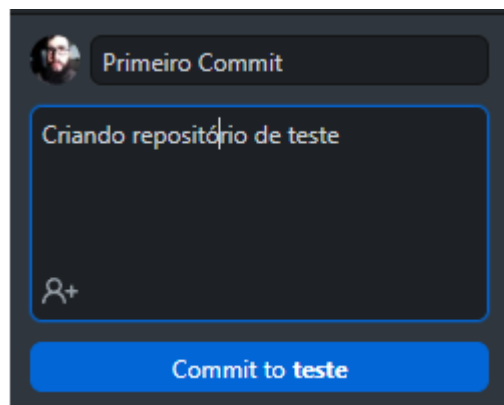 Primeiro Commit
Criando repositório de teste
Commit to teste